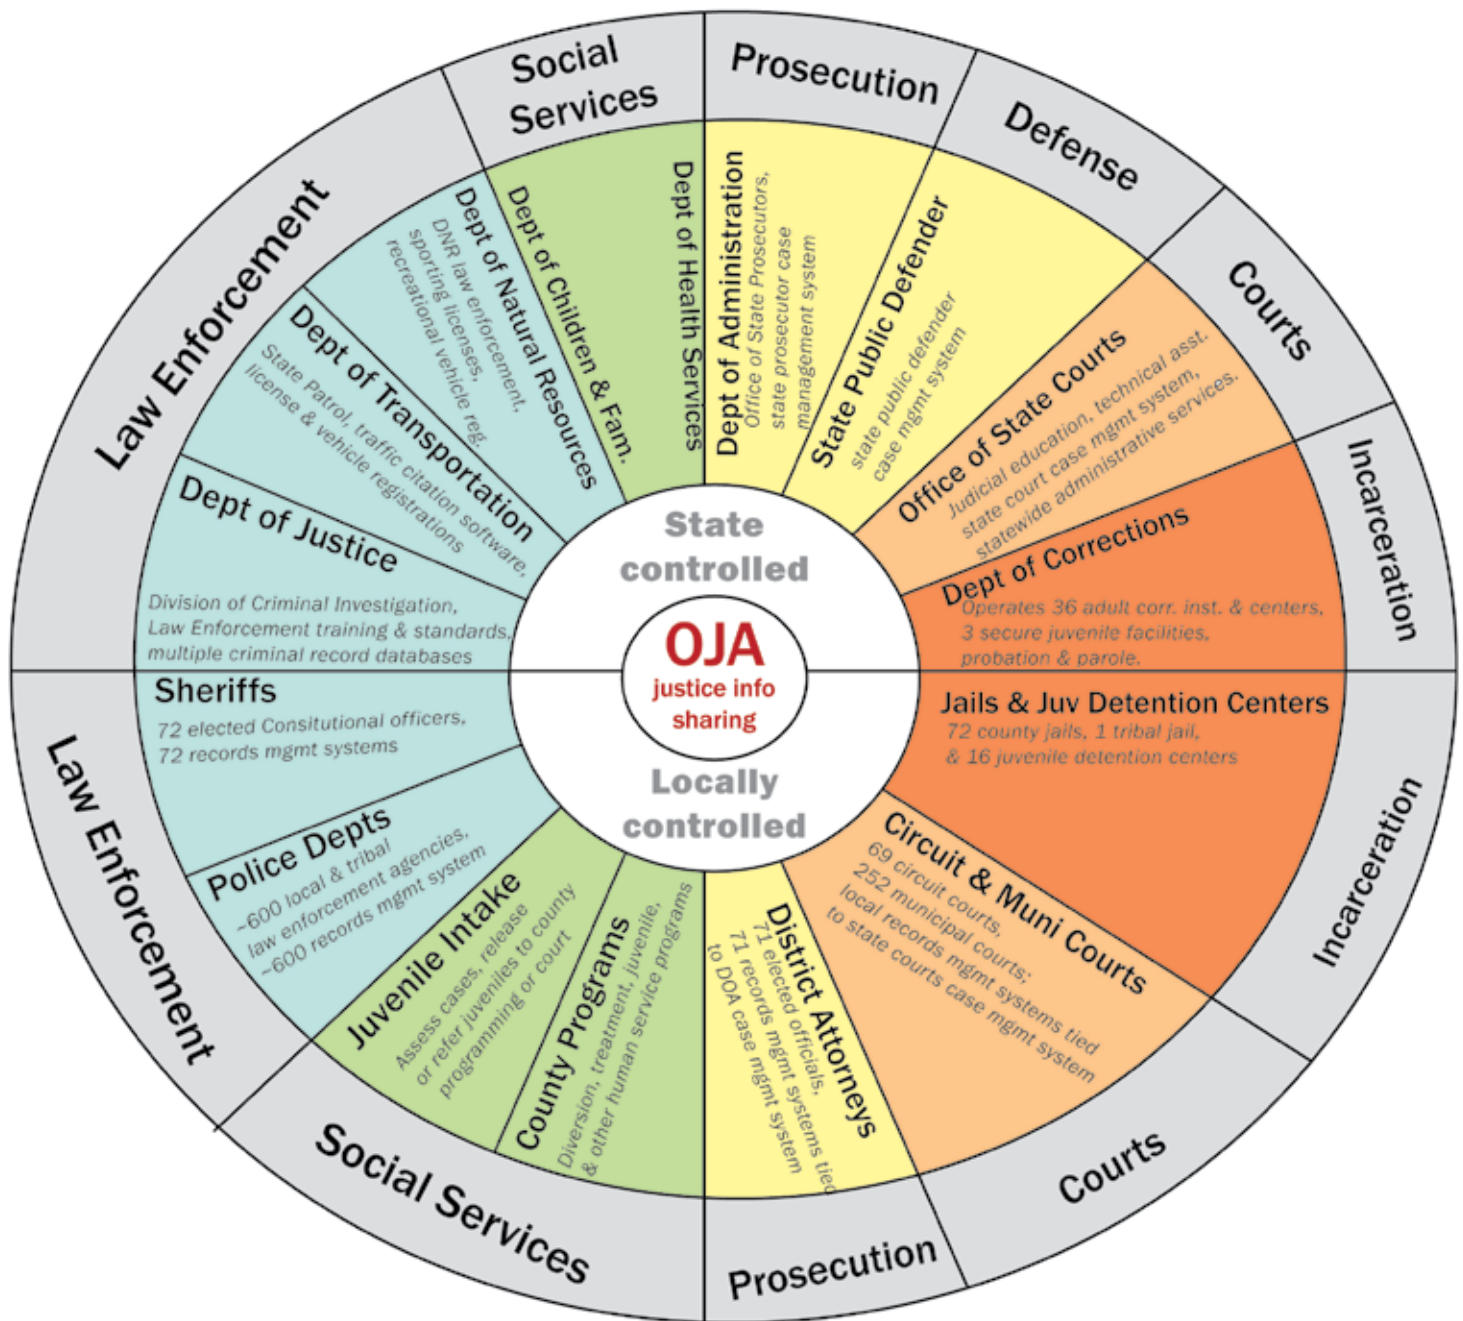 Social
Services
Prosecution
Defense
Courts
Incarceration
Law Enforcement
Dept of Justice
Division of Criminal Investigation,
Law Enforcement training & standards,
multiple criminal record databases
Dept of Transportation
State Patrol, traffic citation software,
license & vehicle registrations
Dept of Natural Resources
DNR law enforcement,
sporting licenses,
recreational vehicle reg.
Dept of Children & Fam.
Dept of Health Services
Dept of Administration
Office of State Prosecutors,
state prosecutor case
management system
State Public Defender
state public defender
case mgmt system
Office of State Courts
Judicial education, technical asst.
state court case mgmt system,
statewide administrative services.
Dept of Corrections
Operates 36 adult corr. inst. & centers,
3 secure juvenile facilities,
probation & parole.
State
controlled
OJA
justice info
sharing
Locally
controlled
Jails & Juv Detention Centers
72 county jails, 1 tribal jail,
& 16 juvenile detention centers
Circuit & Muni Courts
69 circuit courts,
252 municipal courts;
local records mgmt systems tied
to state courts case mgmt system
District Attorneys
71 elected officials,
71 records mgmt systems tied
to DOA case mgmt system
County Programs
Diversion, treatment, juvenile,
& other human service programs
Juvenile Intake
Assess cases, release
or refer juveniles to county
programming or court
Police Depts
~600 local & tribal
law enforcement agencies,
~600 records mgmt system
Sheriffs
72 elected Consitutional officers,
72 records mgmt systems
Law Enforcement
Social Services
Prosecution
Courts
Incarceration